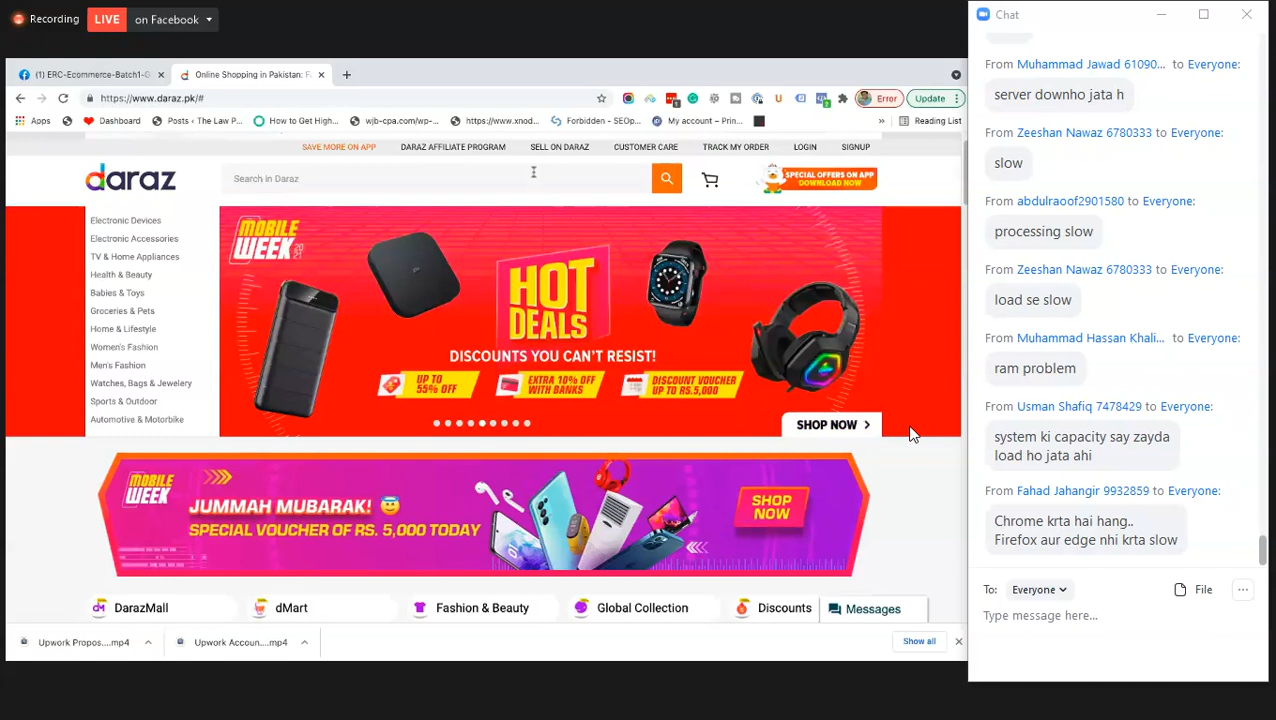 Recording
LIVE
on Facebook
Chat
(1) ERC-Ecommerce-Batch1-G
Online Shopping in Pakistan: F
https://www.daraz.pk/#
Error
Update
Apps
Dashboard
Posts ‹ The Law P...
How to Get High...
wjb-cpa.com/wp-...
https://www.xnod...
Forbidden - SEOp...
My account – Prin...
»
Reading List
SAVE MORE ON APP
DARAZ AFFILIATE PROGRAM
SELL ON DARAZ
CUSTOMER CARE
TRACK MY ORDER
LOGIN
SIGNUP
daraz
Search in Daraz
SPECIAL OFFERS ON APP
DOWNLOAD NOW
Electronic Devices
Electronic Accessories
TV & Home Appliances
Health & Beauty
Babies & Toys
Groceries & Pets
Home & Lifestyle
Women's Fashion
Men's Fashion
Watches, Bags & Jewelry
Sports & Outdoor
Automotive & Motorbike
MOBILE
WEEK
2021
HOT
DEALS
DISCOUNTS YOU CAN'T RESIST!
UP TO
55% OFF
EXTRA 10% OFF
WITH BANKS
DISCOUNT VOUCHER
UP TO RS.5,000
SHOP NOW
MOBILE
WEEK
JUMMAH MUBARAK!
SPECIAL VOUCHER OF RS. 5,000 TODAY
SHOP
NOW
DarazMall
dMart
Fashion & Beauty
Global Collection
Discounts
Messages
Upwork Propos....mp4
Upwork Accoun....mp4
Show all
From Muhammad Jawad 61090... to Everyone:
server downho jata h
From Zeeshan Nawaz 6780333 to Everyone:
slow
From abdulraoof2901580 to Everyone:
processing slow
From Zeeshan Nawaz 6780333 to Everyone:
load se slow
From Muhammad Hassan Khali... to Everyone:
ram problem
From Usman Shafiq 7478429 to Everyone:
system ki capacity say zayda
load ho jata ahi
From Fahad Jahangir 9932859 to Everyone:
Chrome krta hai hang..
Firefox aur edge nhi krta slow
To: Everyone
File
Type message here...